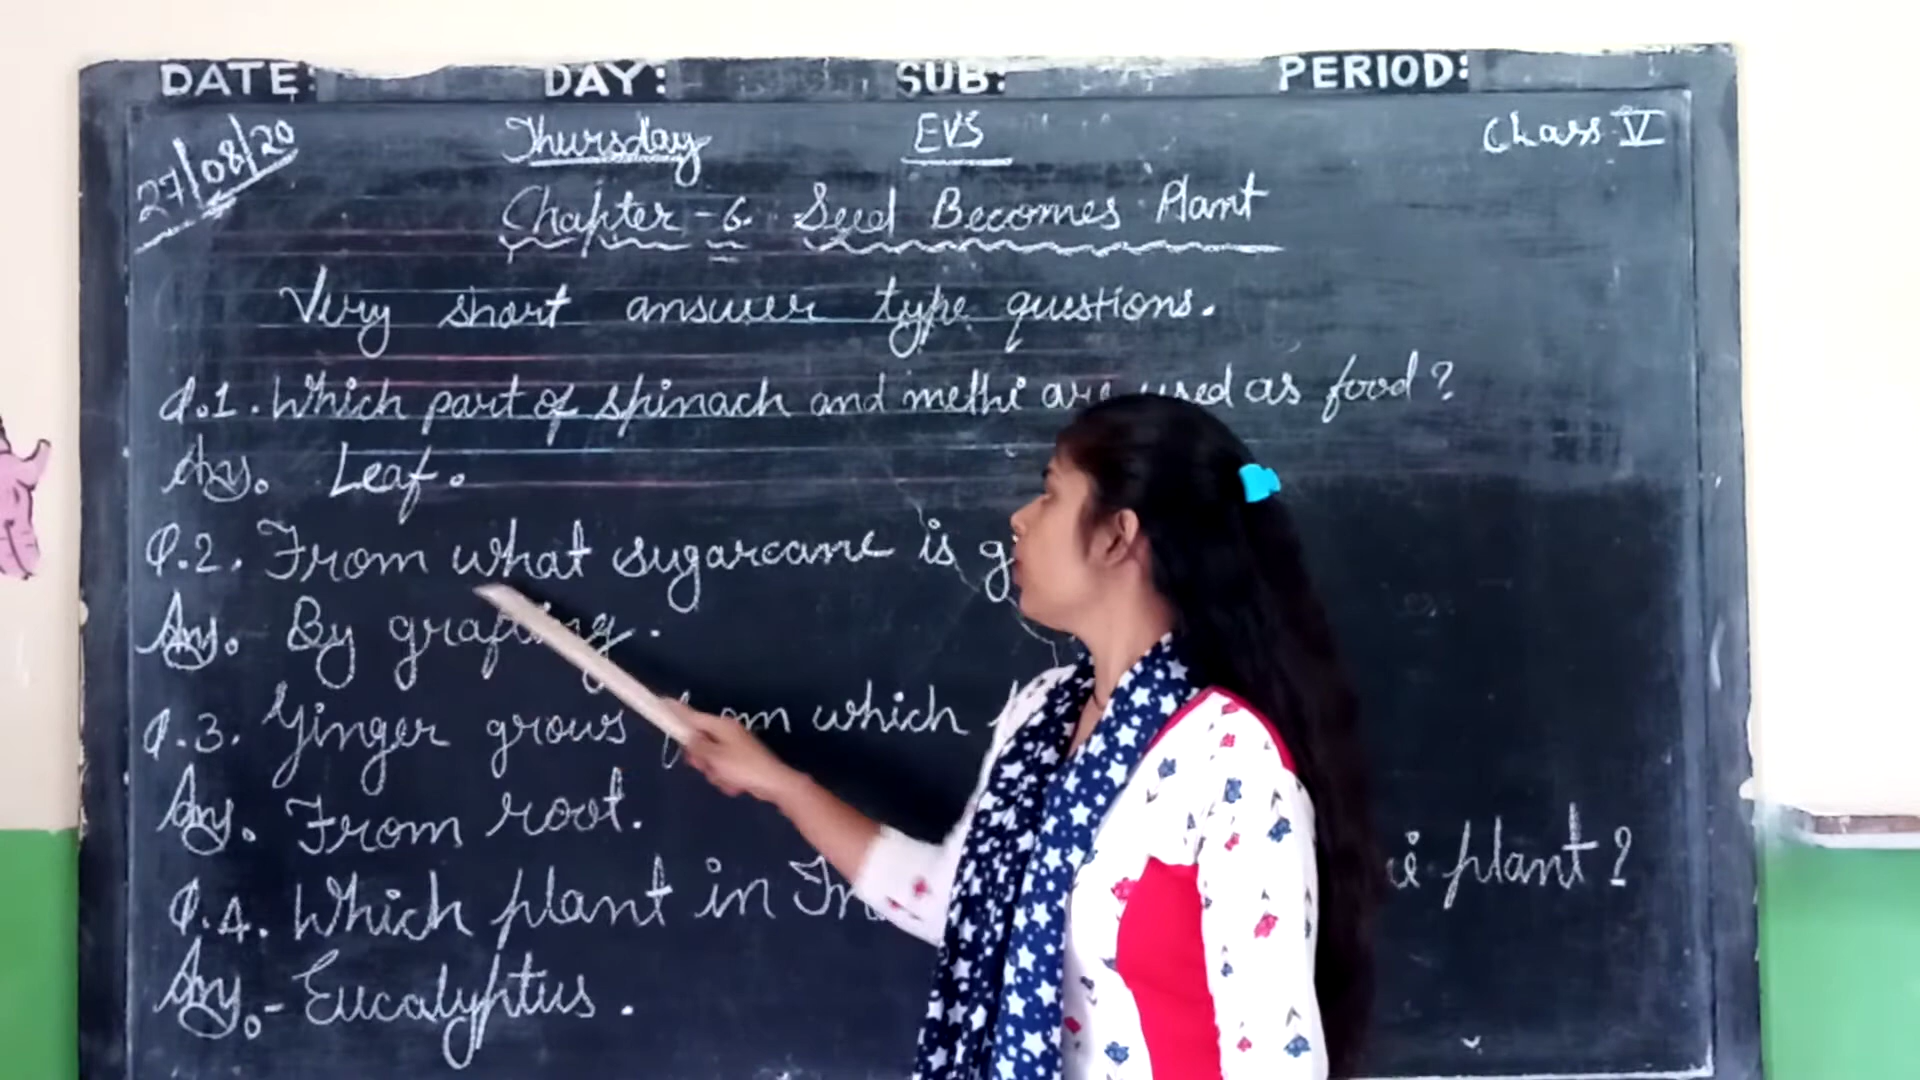 DATE: DAY: SUB: PERIOD:
27/08/20 Thursday EVS Class V
Chapter - 6. Seed Becomes Plant
Very short answer type questions.
Q.1. Which part of spinach and methi are used as food ?
Ans. Leaf.
Q.2. From what sugarcane is
Ans. By grafting.
Q.3. Ginger grows from which
Ans. From root.
Q.4. Which plant in plant ?
Ans. - Eucalyptus.